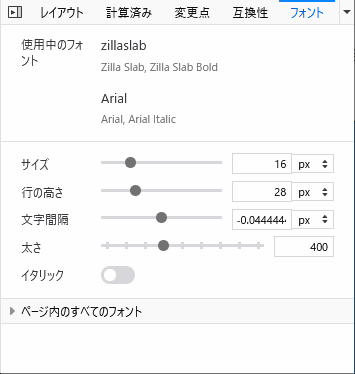 レイアウト 計算済み 変更点 互換性 フォント
使用中のフォント zillaslab
Zilla Slab, Zilla Slab Bold
Arial
Arial, Arial Italic
サイズ 16 px
行の高さ 28 px
文字間隔 -0.044444 px
太さ 400
イタリック
ページ内のすべてのフォント